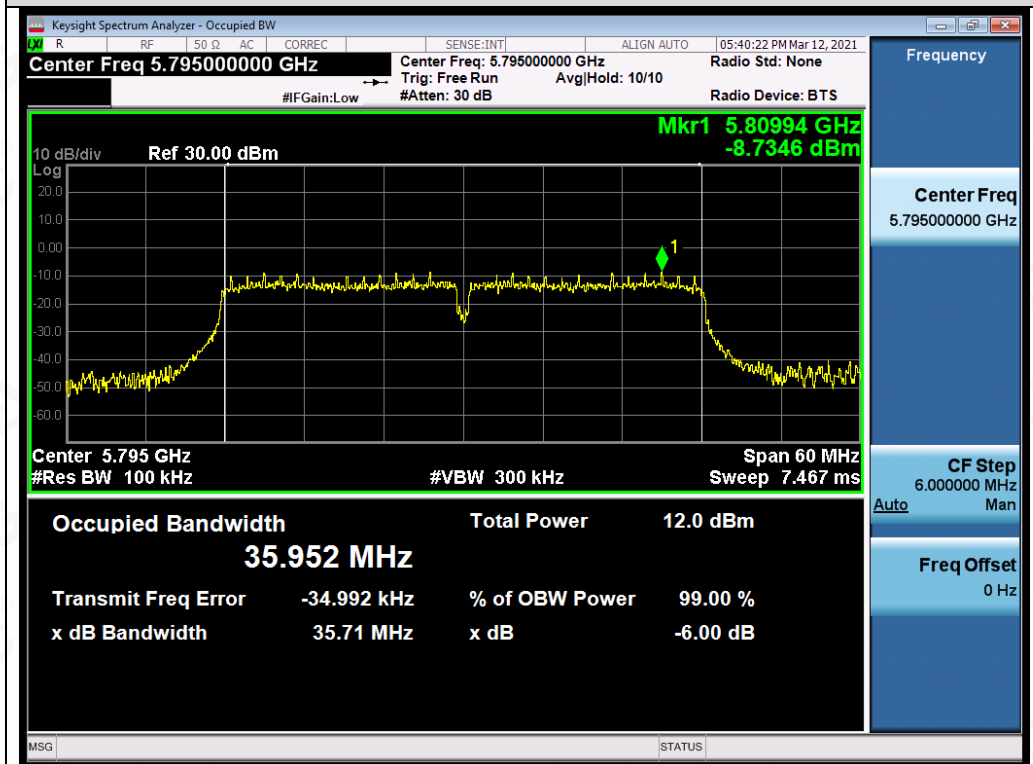 Keysight Spectrum Analyzer - Occupied BW
LXI R RF 50 Ω AC CORREC SENSE:INT ALIGN AUTO 05:40:22 PM Mar 12, 2021
Center Freq 5.795000000 GHz
Center Freq: 5.795000000 GHz
Radio Std: None
Trig: Free Run Avg|Hold: 10/10
#IFGain:Low
#Atten: 30 dB
Radio Device: BTS
Mkr1 5.80994 GHz
-8.7346 dBm
10 dB/div Ref 30.00 dBm
Log
20.0
10.0
0.00
-10.0
-20.0
-30.0
-40.0
-50.0
-60.0
1
Center 5.795 GHz
Span 60 MHz
#Res BW 100 kHz
#VBW 300 kHz
Sweep 7.467 ms
Occupied Bandwidth
Total Power 12.0 dBm
35.952 MHz
Transmit Freq Error -34.992 kHz
% of OBW Power 99.00 %
x dB Bandwidth 35.71 MHz
x dB -6.00 dB
Frequency
Center Freq
5.795000000 GHz
CF Step
6.000000 MHz
Auto Man
Freq Offset
0 Hz
MSG
STATUS